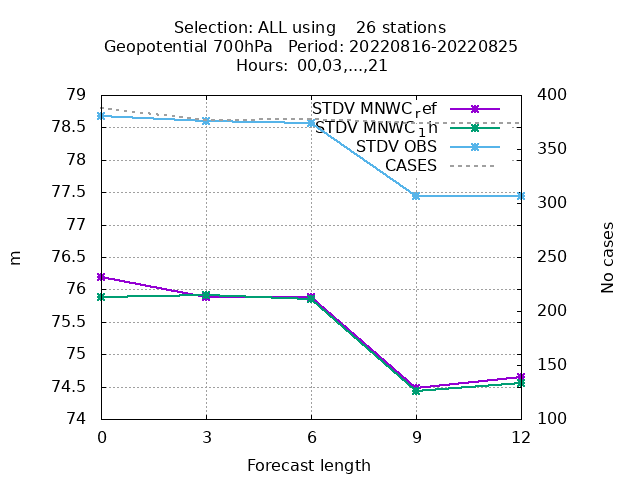 Selection: ALL using    26 stations
Geopotential 700hPa   Period: 20220816-20220825
Hours: 00,03,...,21
79
78.5
78
77.5
77
76.5
76
75.5
75
74.5
74
m
400
350
300
250
200
150
100
No cases
STDV MNWCref
STDV MNWC1h
STDV OBS
CASES
0 3 6 9 12
Forecast length